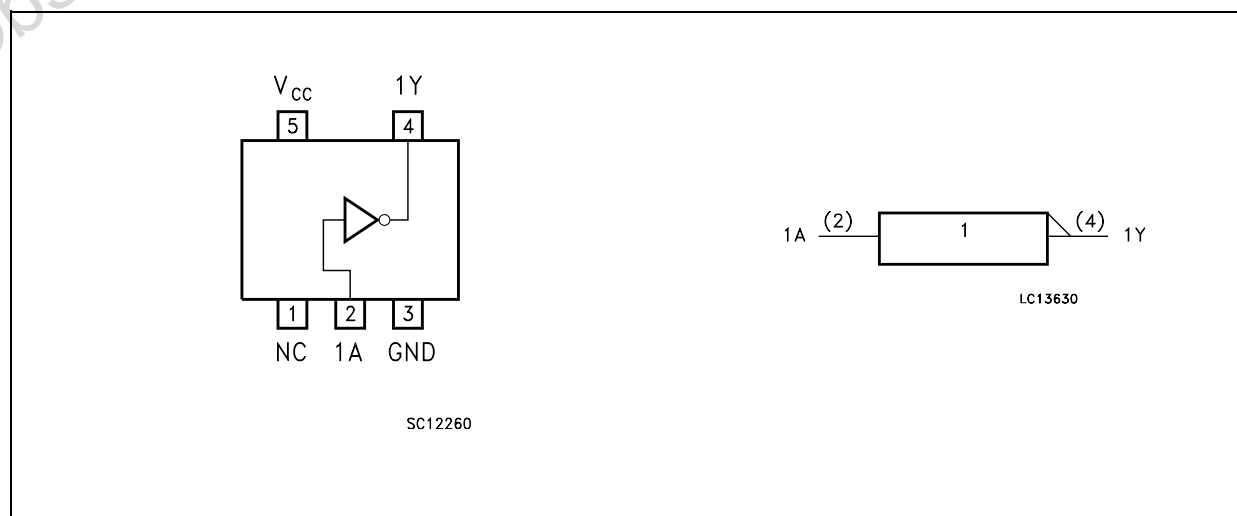 V CC 1Y
5 4
1 2 3
NC 1A GND
SC12260
1A (2) 1 (4) 1Y
LC13630